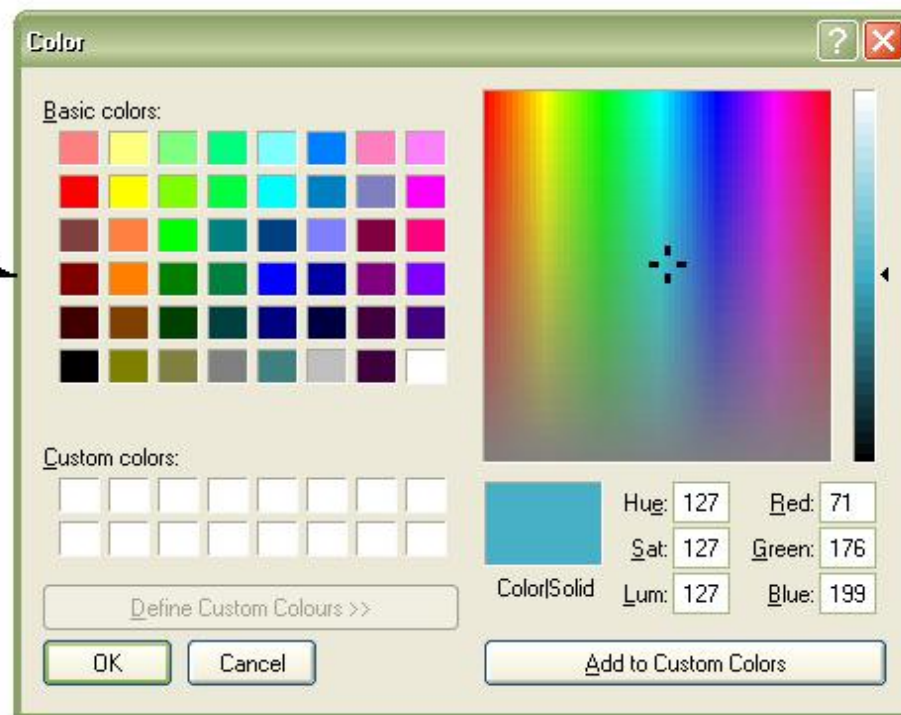 Color
Basic colors:
Custom colors:
Define Custom Colours >>
OK Cancel
Color|Solid
Hue: 127 Red: 71
Sat: 127 Green: 176
Lum: 127 Blue: 199
Add to Custom Colors